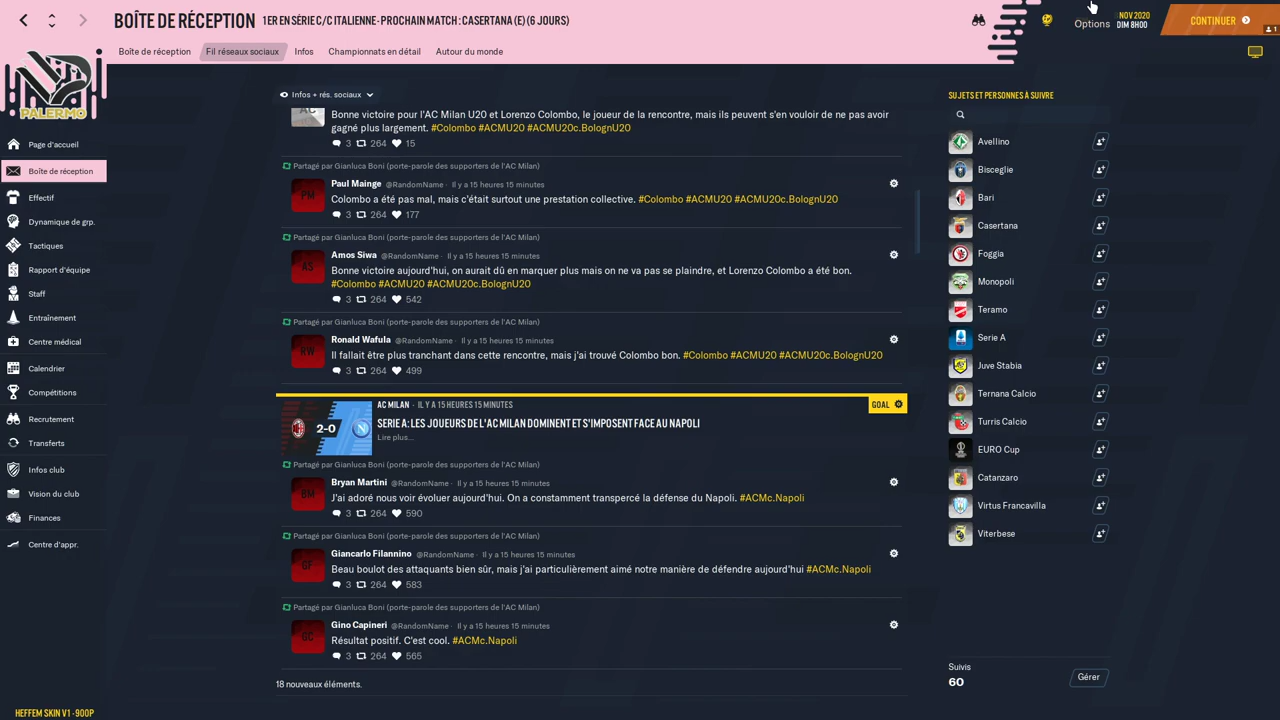 BOÎTE DE RÉCEPTION
1ER EN SÉRIE C/C ITALIENNE - PROCHAIN MATCH : CASERTANA (E) (6 JOURS)
Options
NOV 2020
DIM 8H00
CONTINUER
1
Boîte de réception
Fil réseaux sociaux
Infos
Championnats en détail
Autour du monde
PALERMO
Page d'accueil
Boîte de réception
Effectif
Dynamique de grp.
Tactiques
Rapport d'équipe
Staff
Entraînement
Centre médical
Calendrier
Compétitions
Recrutement
Transferts
Infos club
Vision du club
Finances
Centre d'appr.
HEFFEM SKIN V1 - 900P
Infos + rés. sociaux
Bonne victoire pour l'AC Milan U20 et Lorenzo Colombo, le joueur de la rencontre, mais ils peuvent s'en vouloir de ne pas avoir
gagné plus largement. #Colombo #ACMU20 #ACMU20c.BolognU20
3 264 15
Partagé par Gianluca Boni (porte-parole des supporters de l'AC Milan)
PM
Paul Mainge @RandomName · Il y a 15 heures 15 minutes
Colombo a été pas mal, mais c'était surtout une prestation collective. #Colombo #ACMU20 #ACMU20c.BolognU20
3 264 177
Partagé par Gianluca Boni (porte-parole des supporters de l'AC Milan)
AS
Amos Siwa @RandomName · Il y a 15 heures 15 minutes
Bonne victoire aujourd'hui, on aurait dû en marquer plus mais on ne va pas se plaindre, et Lorenzo Colombo a été bon.
#Colombo #ACMU20 #ACMU20c.BolognU20
3 264 542
Partagé par Gianluca Boni (porte-parole des supporters de l'AC Milan)
RW
Ronald Wafula @RandomName · Il y a 15 heures 15 minutes
Il fallait être plus tranchant dans cette rencontre, mais j'ai trouvé Colombo bon. #Colombo #ACMU20 #ACMU20c.BolognU20
3 264 499
AC MILAN · IL Y A 15 HEURES 15 MINUTES
GOAL
2-0
SERIE A: LES JOUEURS DE L'AC MILAN DOMINENT ET S'IMPOSENT FACE AU NAPOLI
Lire plus...
Partagé par Gianluca Boni (porte-parole des supporters de l'AC Milan)
BM
Bryan Martini @RandomName · Il y a 15 heures 15 minutes
J'ai adoré nous voir évoluer aujourd'hui. On a constamment transpercé la défense du Napoli. #ACMc.Napoli
3 264 590
Partagé par Gianluca Boni (porte-parole des supporters de l'AC Milan)
GF
Giancarlo Filannino @RandomName · Il y a 15 heures 15 minutes
Beau boulot des attaquants bien sûr, mais j'ai particulièrement aimé notre manière de défendre aujourd'hui #ACMc.Napoli
3 264 583
Partagé par Gianluca Boni (porte-parole des supporters de l'AC Milan)
GC
Gino Capineri @RandomName · Il y a 15 heures 15 minutes
Résultat positif. C'est cool. #ACMc.Napoli
3 264 565
18 nouveaux éléments.
SUJETS ET PERSONNES À SUIVRE
Avellino
Bisceglie
Bari
Casertana
Foggia
Monopoli
Teramo
Serie A
Juve Stabia
Ternana Calcio
Turris Calcio
EURO Cup
Catanzaro
Virtus Francavilla
Viterbese
Suivis
60
Gérer